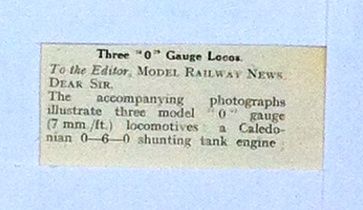 Three "0" Gauge Locos.
To the Editor, MODEL RAILWAY NEWS
DEAR SIR.
The accompanying photographs
illustrate three model "0" gauge
(7 mm./ft.) locomotives: a Caledo-
nian 0—6—0 shunting tank engine;